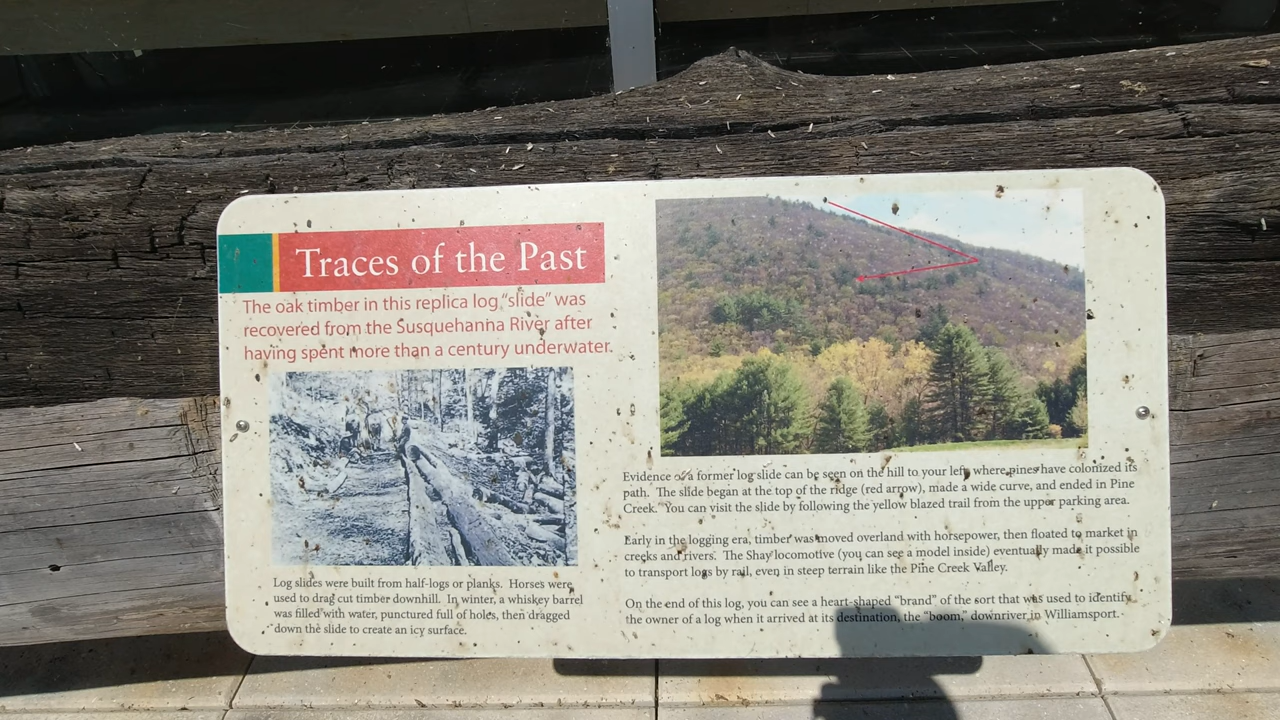 Traces of the Past
The oak timber in this replica log "slide" was
recovered from the Susquehanna River after
having spent more than a century underwater.
Log slides were built from half-logs or planks. Horses were
used to drag cut timber downhill. In winter, a whiskey barrel
was filled with water, punctured full of holes, then dragged
down the slide to create an icy surface.
Evidence of a former log slide can be seen on the hill to your left, where pines have colonized its
path. The slide began at the top of the ridge (red arrow), made a wide curve, and ended in Pine
Creek. You can visit the slide by following the yellow blazed trail from the upper parking area.
Early in the logging era, timber was moved overland with horsepower, then floated to market in
creeks and rivers. The Shay locomotive (you can see a model inside) eventually made it possible
to transport logs by rail, even in steep terrain like the Pine Creek Valley.
On the end of this log, you can see a heart-shaped "brand" of the sort that was used to identify
the owner of a log when it arrived at its destination, the "boom," downriver in Williamsport.